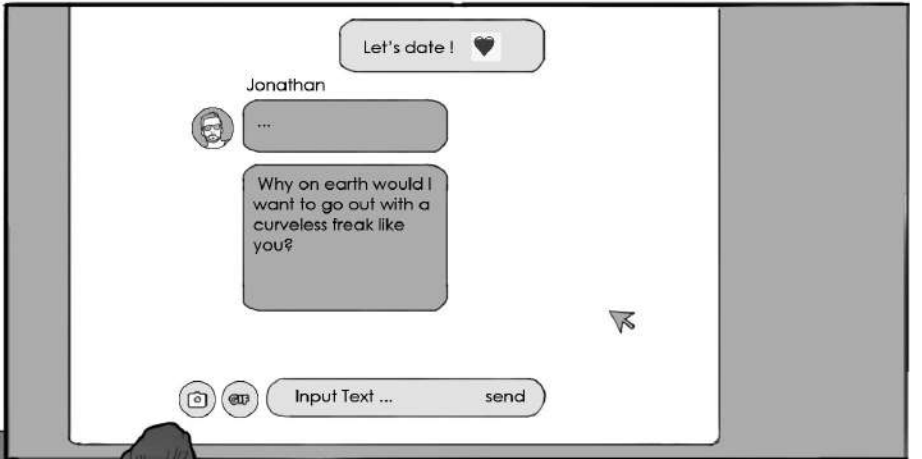 Let's date ! ♥
Jonathan
...
Why on earth would I
want to go out with a
curveless freak like
you?
GIF
Input Text ... send